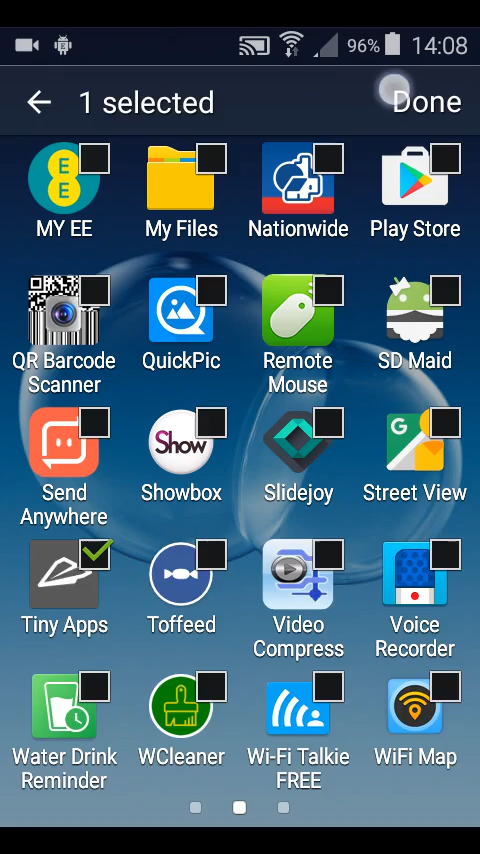 96% 14:08
1 selected Done
EE
MY EE My Files Nationwide Play Store
QR Barcode QuickPic Remote SD Maid
Scanner Mouse
Show G
Send Showbox Slidejoy Street View
Anywhere
Tiny Apps Toffeed Video Voice
Compress Recorder
Water Drink WCleaner Wi-Fi Talkie WiFi Map
Reminder FREE